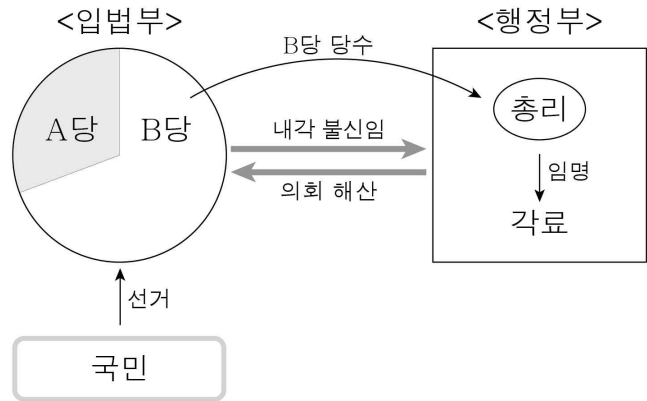 <입법부>
<행정부>
B당 당수
A당
B당
총리
내각 불신임
의회 해산
임명
각료
선거
국민